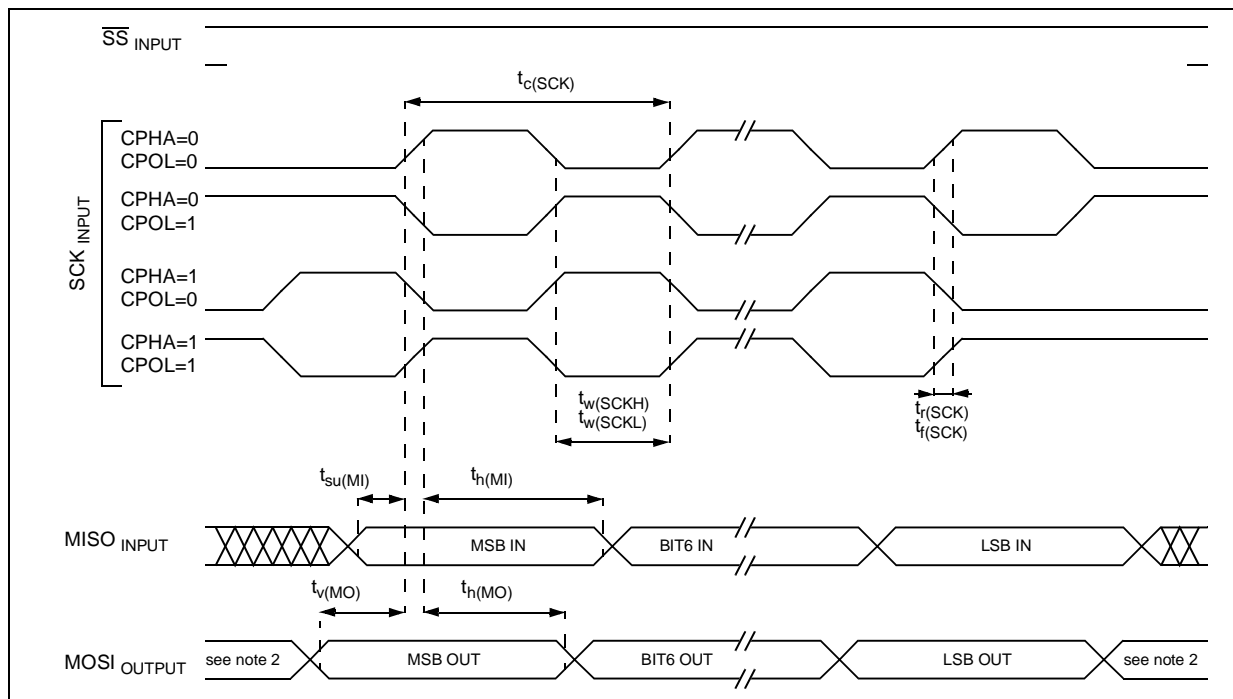 SS INPUT
tc(SCK)
SCK INPUT
CPHA=0
CPOL=0
CPHA=0
CPOL=1
CPHA=1
CPOL=0
CPHA=1
CPOL=1
tw(SCKH)
tw(SCKL)
tr(SCK)
tf(SCK)
tsu(MI)
th(MI)
MISO INPUT
MSB IN
BIT6 IN
LSB IN
tv(MO)
th(MO)
MOSI OUTPUT
see note 2
MSB OUT
BIT6 OUT
LSB OUT
see note 2